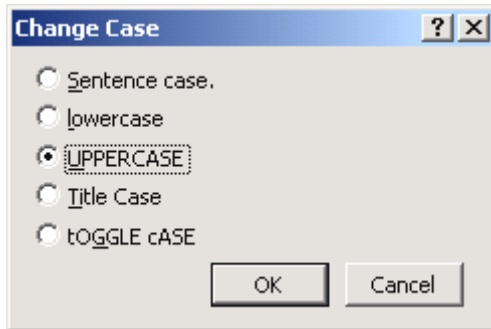 Change Case
?
Sentence case.
lowercase
UPPERCASE
Title Case
tOGGLE cASE
OK Cancel